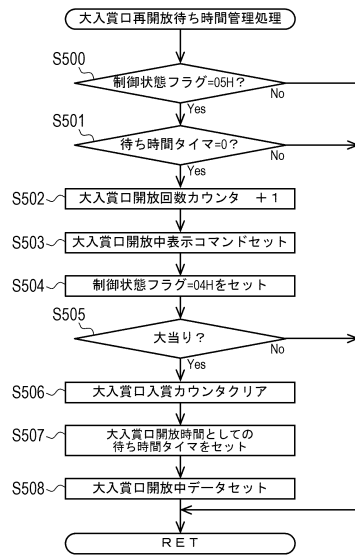 大入賞口再開放待ち時間管理処理
S500
制御状態フラグ=05H?
No
Yes
S501
待ち時間タイマ=0?
No
Yes
S502
大入賞口開放回数カウンタ +1
S503
大入賞口開放中表示コマンドセット
S504
制御状態フラグ=04Hをセット
S505
大当り?
No
Yes
S506
大入賞口入賞カウンタクリア
S507
大入賞口開放時間としての
待ち時間タイマをセット
S508
大入賞口開放中データセット
RET